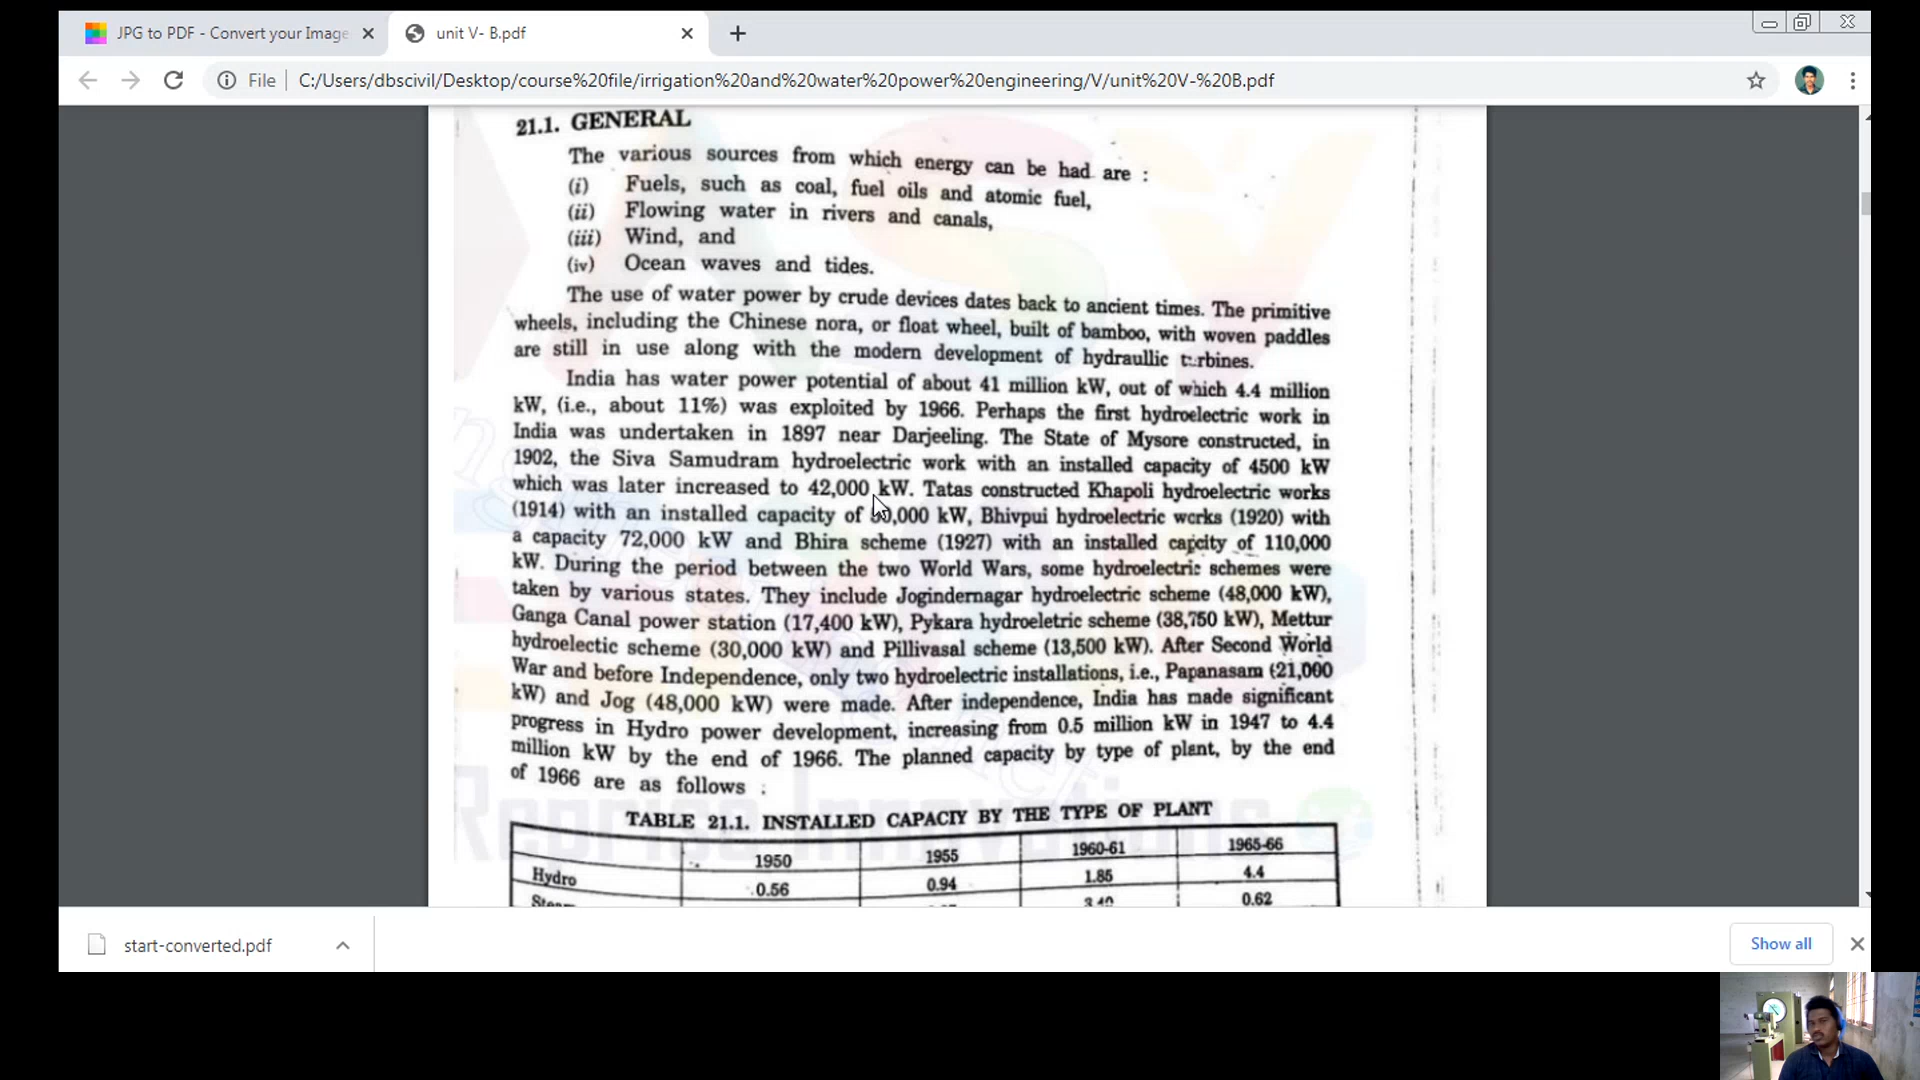 JPG to PDF - Convert your Image
unit V- B.pdf
File
C:/Users/dbscivil/Desktop/course%20file/irrigation%20and%20water%20power%20engineering/V/unit%20V-%20B.pdf
21.1. GENERAL
The various sources from which energy can be had are :
(i) Fuels, such as coal, fuel oils and atomic fuel,
(ii) Flowing water in rivers and canals,
(iii) Wind, and
(iv) Ocean waves and tides.
The use of water power by crude devices dates back to ancient times. The primitive
wheels, including the Chinese nora, or float wheel, built of bamboo, with woven paddles
are still in use along with the modern development of hydraullic turbines.
India has water power potential of about 41 million kW, out of which 4.4 million
kW, (i.e., about 11%) was exploited by 1966. Perhaps the first hydroelectric work in
India was undertaken in 1897 near Darjeeling. The State of Mysore constructed, in
1902, the Siva Samudram hydroelectric work with an installed capacity of 4500 kW
which was later increased to 42,000 kW. Tatas constructed Khapoli hydroelectric works
(1914) with an installed capacity of kW, Bhivpui hydroelectric works (1920) with
a capacity 72,000 kW and Bhira scheme (1927) with an installed capcity of 110,000
kW. During the period between the two World Wars, some hydroelectric schemes were
taken by various states. They include Jogindernagar hydroelectric scheme (48,000 kW),
Ganga Canal power station (17,400 kW), Pykara hydroeletric scheme (38,750 kW), Mettur
hydroelectic scheme (30,000 kW) and Pillivasal scheme (13,500 kW). After Second World
War and before Independence, only two hydroelectric installations, i.e., Papanasam (21,000
kW) and Jog (48,000 kW) were made. After independence, India has made significant
progress in Hydro power development, increasing from 0.5 million kW in 1947 to 4.4
million kW by the end of 1966. The planned capacity by type of plant, by the end
of 1966 are as follows :
TABLE 21.1. INSTALLED CAPACIY BY THE TYPE OF PLANT
1950 1955 1960-61 1965-66
Hydro 0.56 0.94 1.85 4.4
0.62
Reprise Innovations
start-converted.pdf
Show all